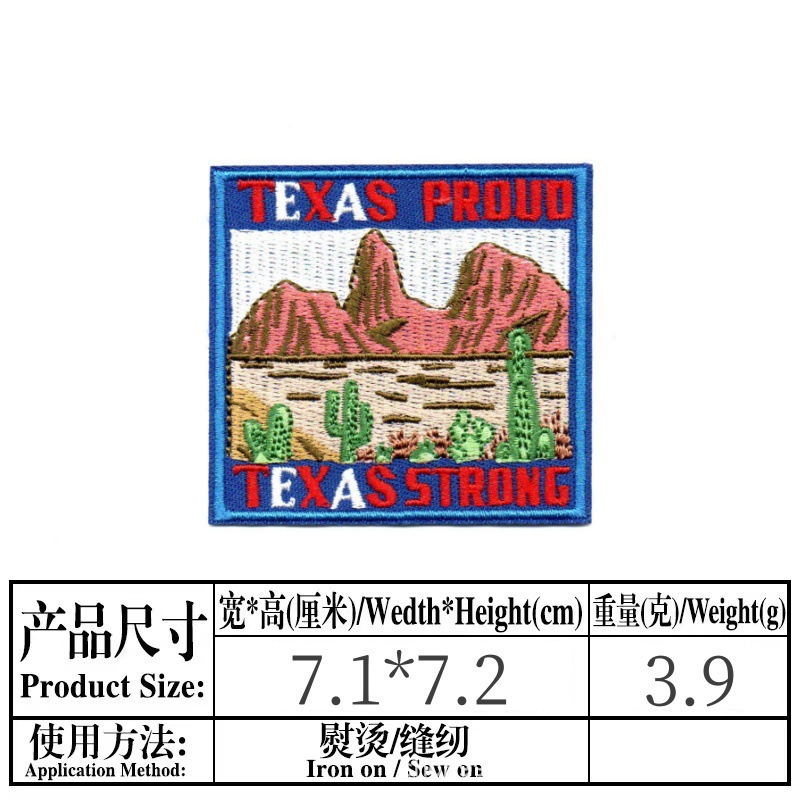 TEXAS PROUD
TEXAS STRONG
产品尺寸
Product Size:
宽*高(厘米)/Wedth*Height(cm)
重量(克)/Weight(g)
7.1*7.2
3.9
使用方法:
Application Method:
熨烫/缝纫
Iron on / Sew on